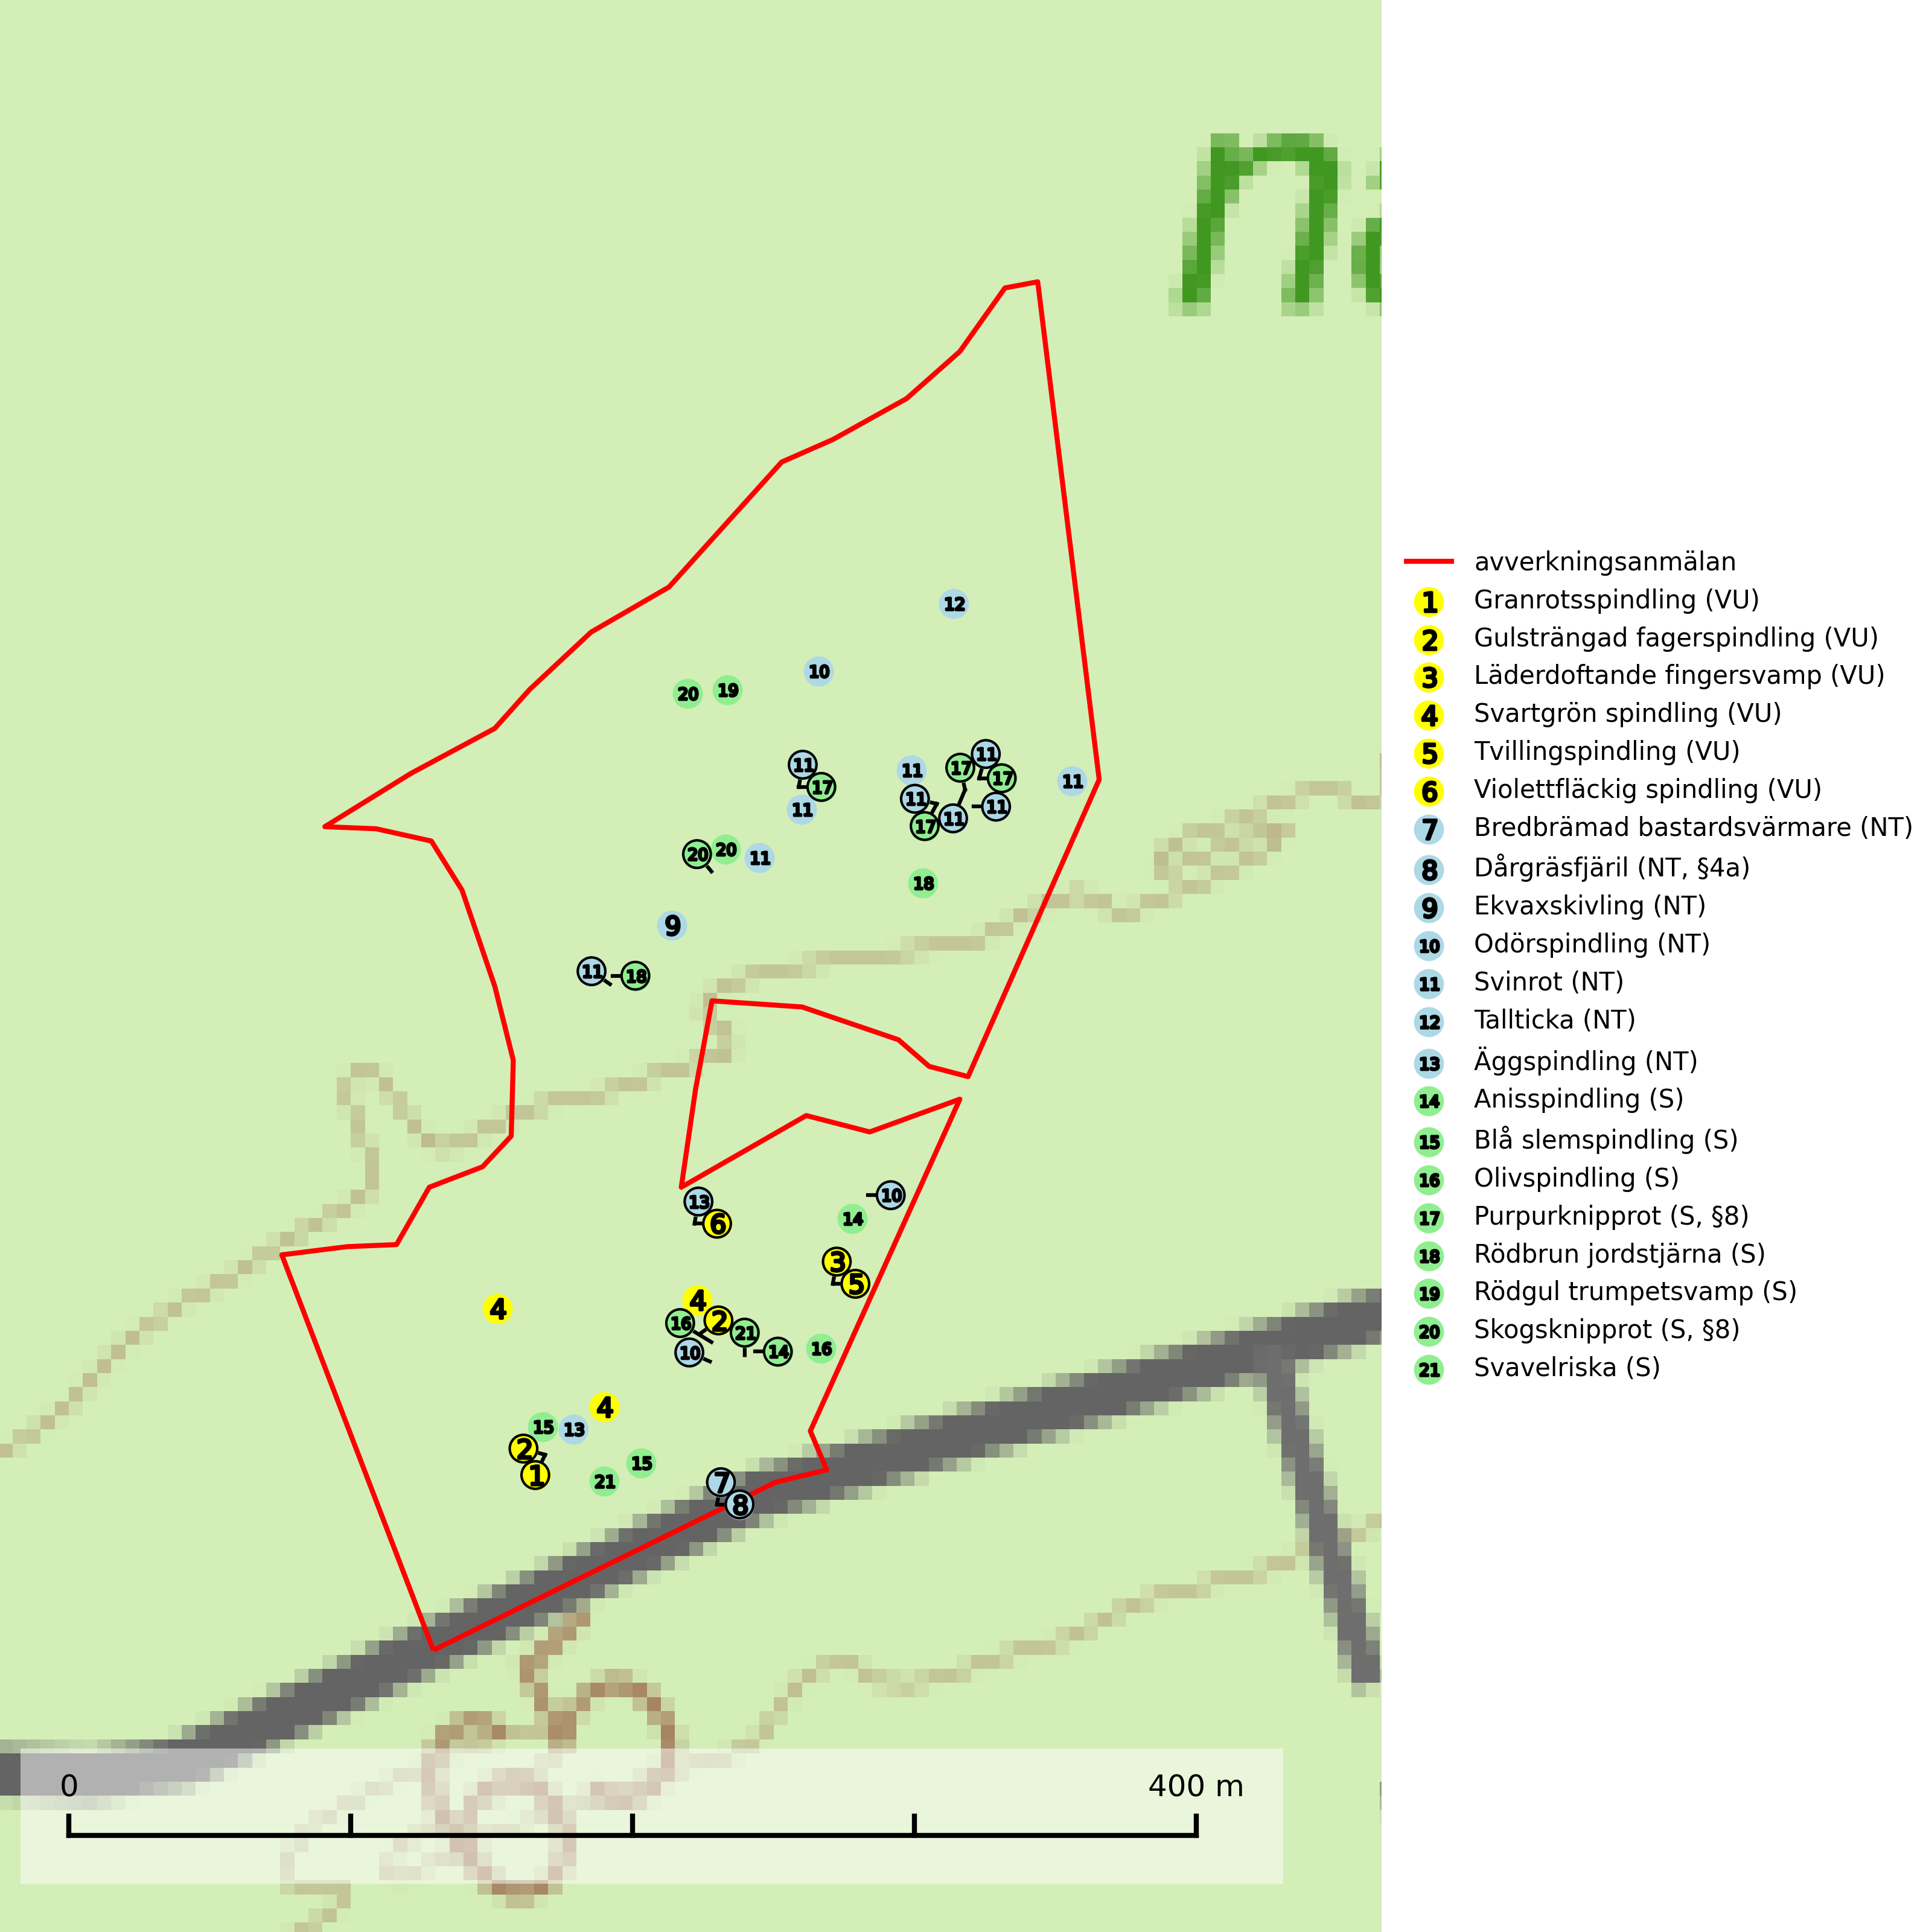 na
12
10
20
19
11
17
11
11
17
11
17
11
11
11
11
17
11
20
20
11
18
9
11
18
13
6
10
14
3
5
4
4
16
2
21
10
14
16
4
15
13
2
1
21
15
7
8
0
400 m
avverkningsanmälan
1 Granrotsspindling (VU)
2 Gulsträngad fagerspindling (VU)
3 Läderdoftande fingersvamp (VU)
4 Svartgrön spindling (VU)
5 Tvillingspindling (VU)
6 Violettfläckig spindling (VU)
7 Bredbrämad bastardsvärmare (NT)
8 Dårgräsfjäril (NT, §4a)
9 Ekvaxskivling (NT)
10 Odörspindling (NT)
11 Svinrot (NT)
12 Tallticka (NT)
13 Äggspindling (NT)
14 Anisspindling (S)
15 Blå slemspindling (S)
16 Olivspindling (S)
17 Purpurknipprot (S, §8)
18 Rödbrun jordstjärna (S)
19 Rödgul trumpetsvamp (S)
20 Skogsknipprot (S, §8)
21 Svavelriska (S)